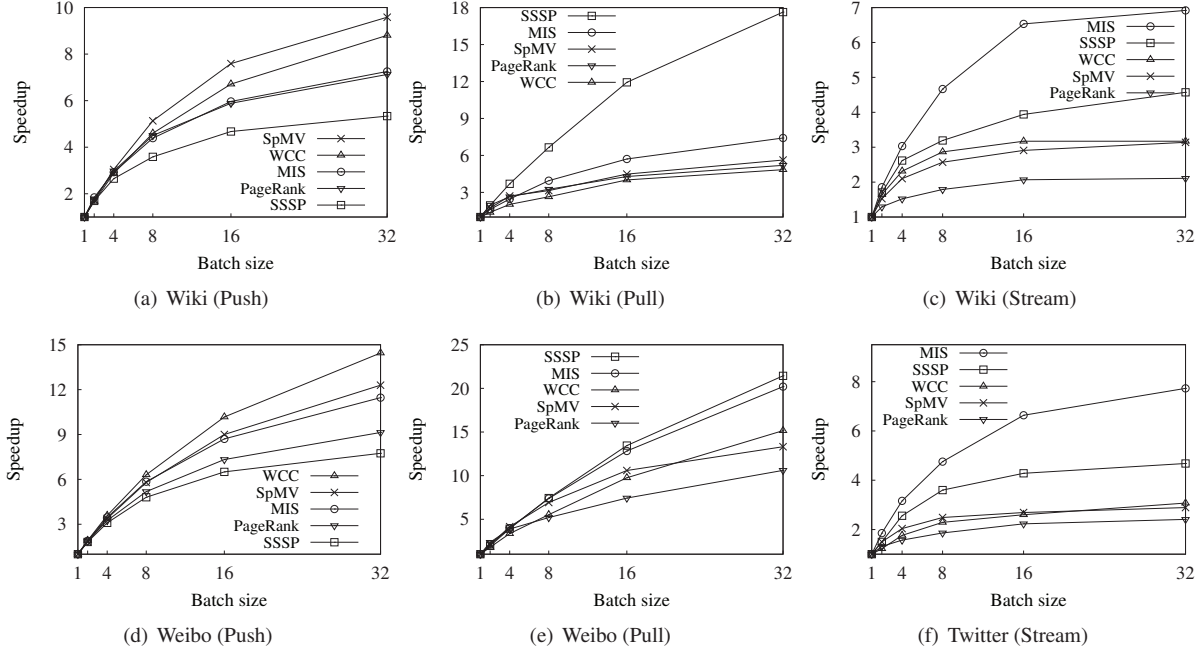 10
8
6
4
2
1 4 8 16 32
Speedup
Batch size
SpMV
WCC
MIS
PageRank
SSSP
(a) Wiki (Push)
18
15
12
9
6
3
1 4 8 16 32
Speedup
Batch size
SSSP
MIS
SpMV
PageRank
WCC
(b) Wiki (Pull)
7
6
5
4
3
2
1
1 4 8 16 32
Speedup
Batch size
MIS
SSSP
WCC
SpMV
PageRank
(c) Wiki (Stream)
15
12
9
6
3
1 4 8 16 32
Speedup
Batch size
WCC
SpMV
MIS
PageRank
SSSP
(d) Weibo (Push)
25
20
15
10
5
1 4 8 16 32
Speedup
Batch size
SSSP
MIS
WCC
SpMV
PageRank
(e) Weibo (Pull)
8
6
4
2
1 4 8 16 32
Speedup
Batch size
MIS
SSSP
WCC
SpMV
PageRank
(f) Twitter (Stream)